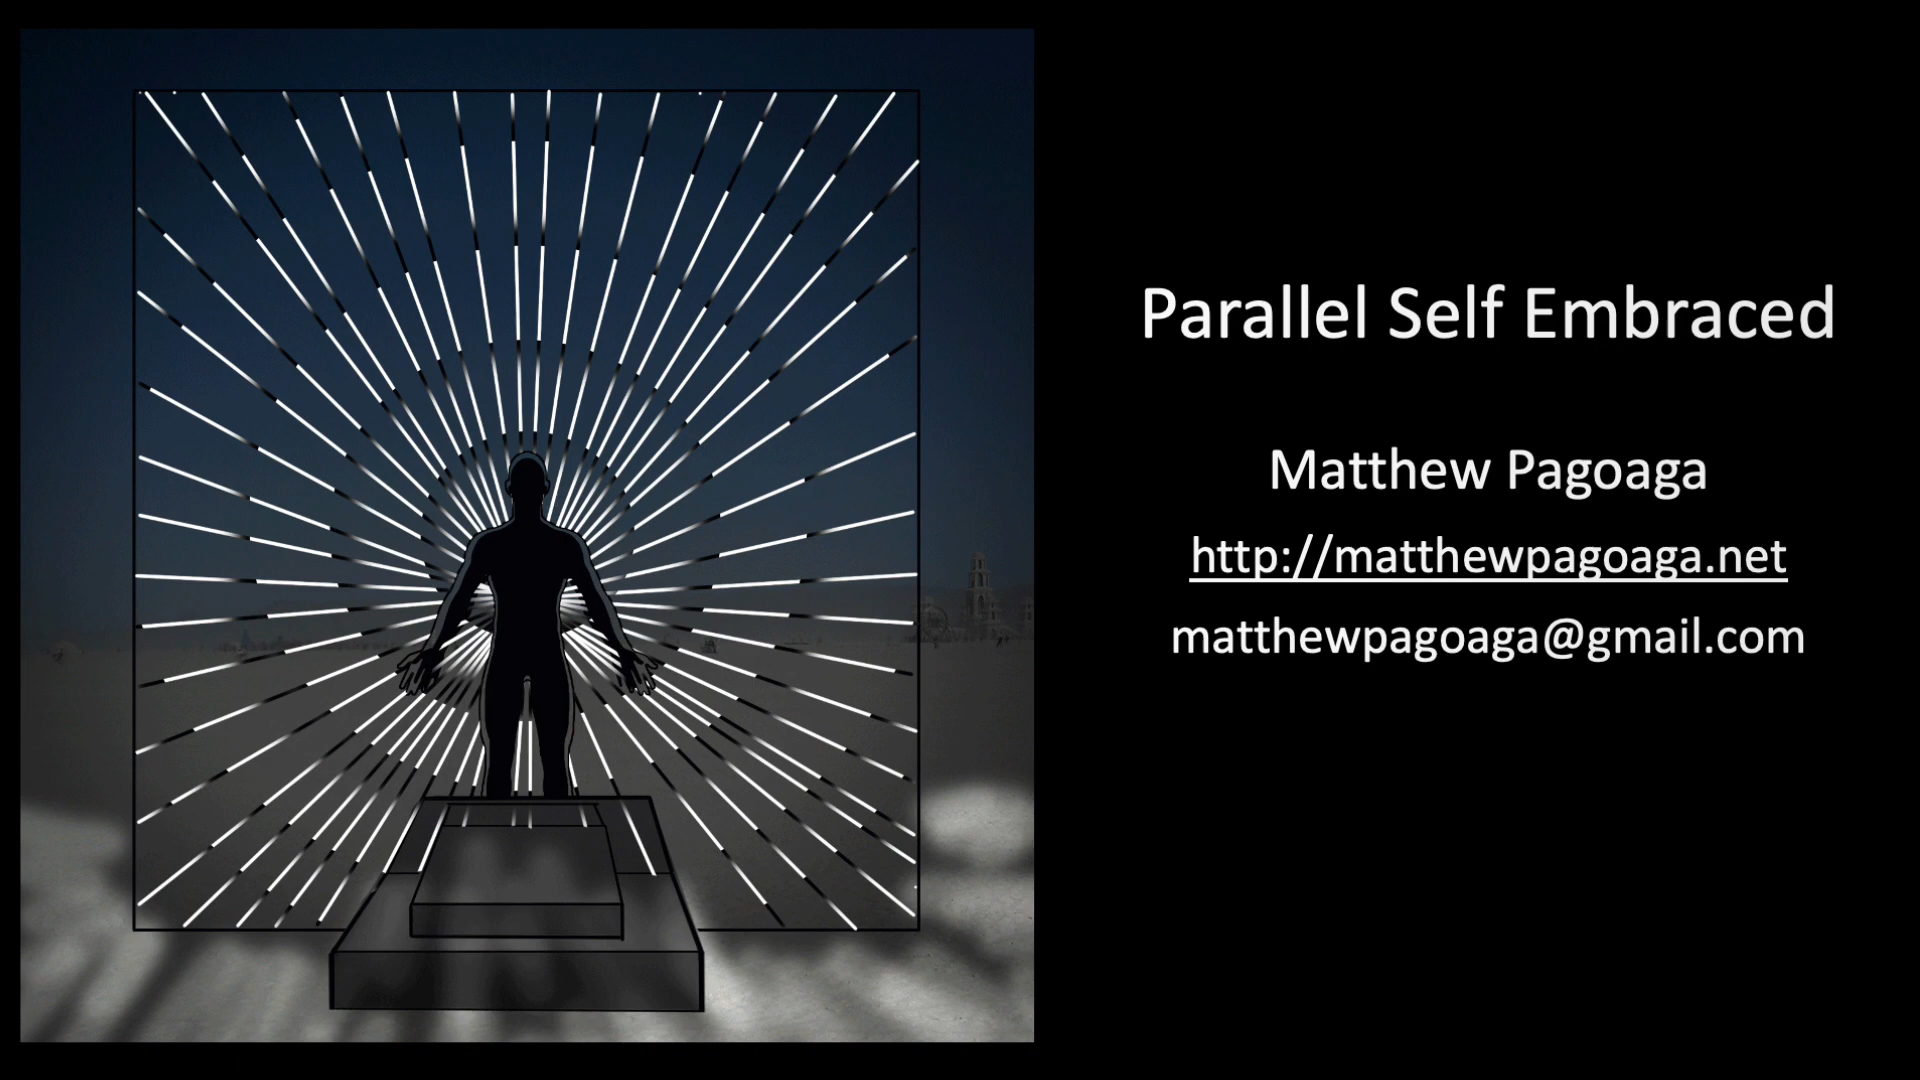 Parallel Self Embraced
Matthew Pagoaga
http://matthewpagoaga.net
matthewpagoaga@gmail.com